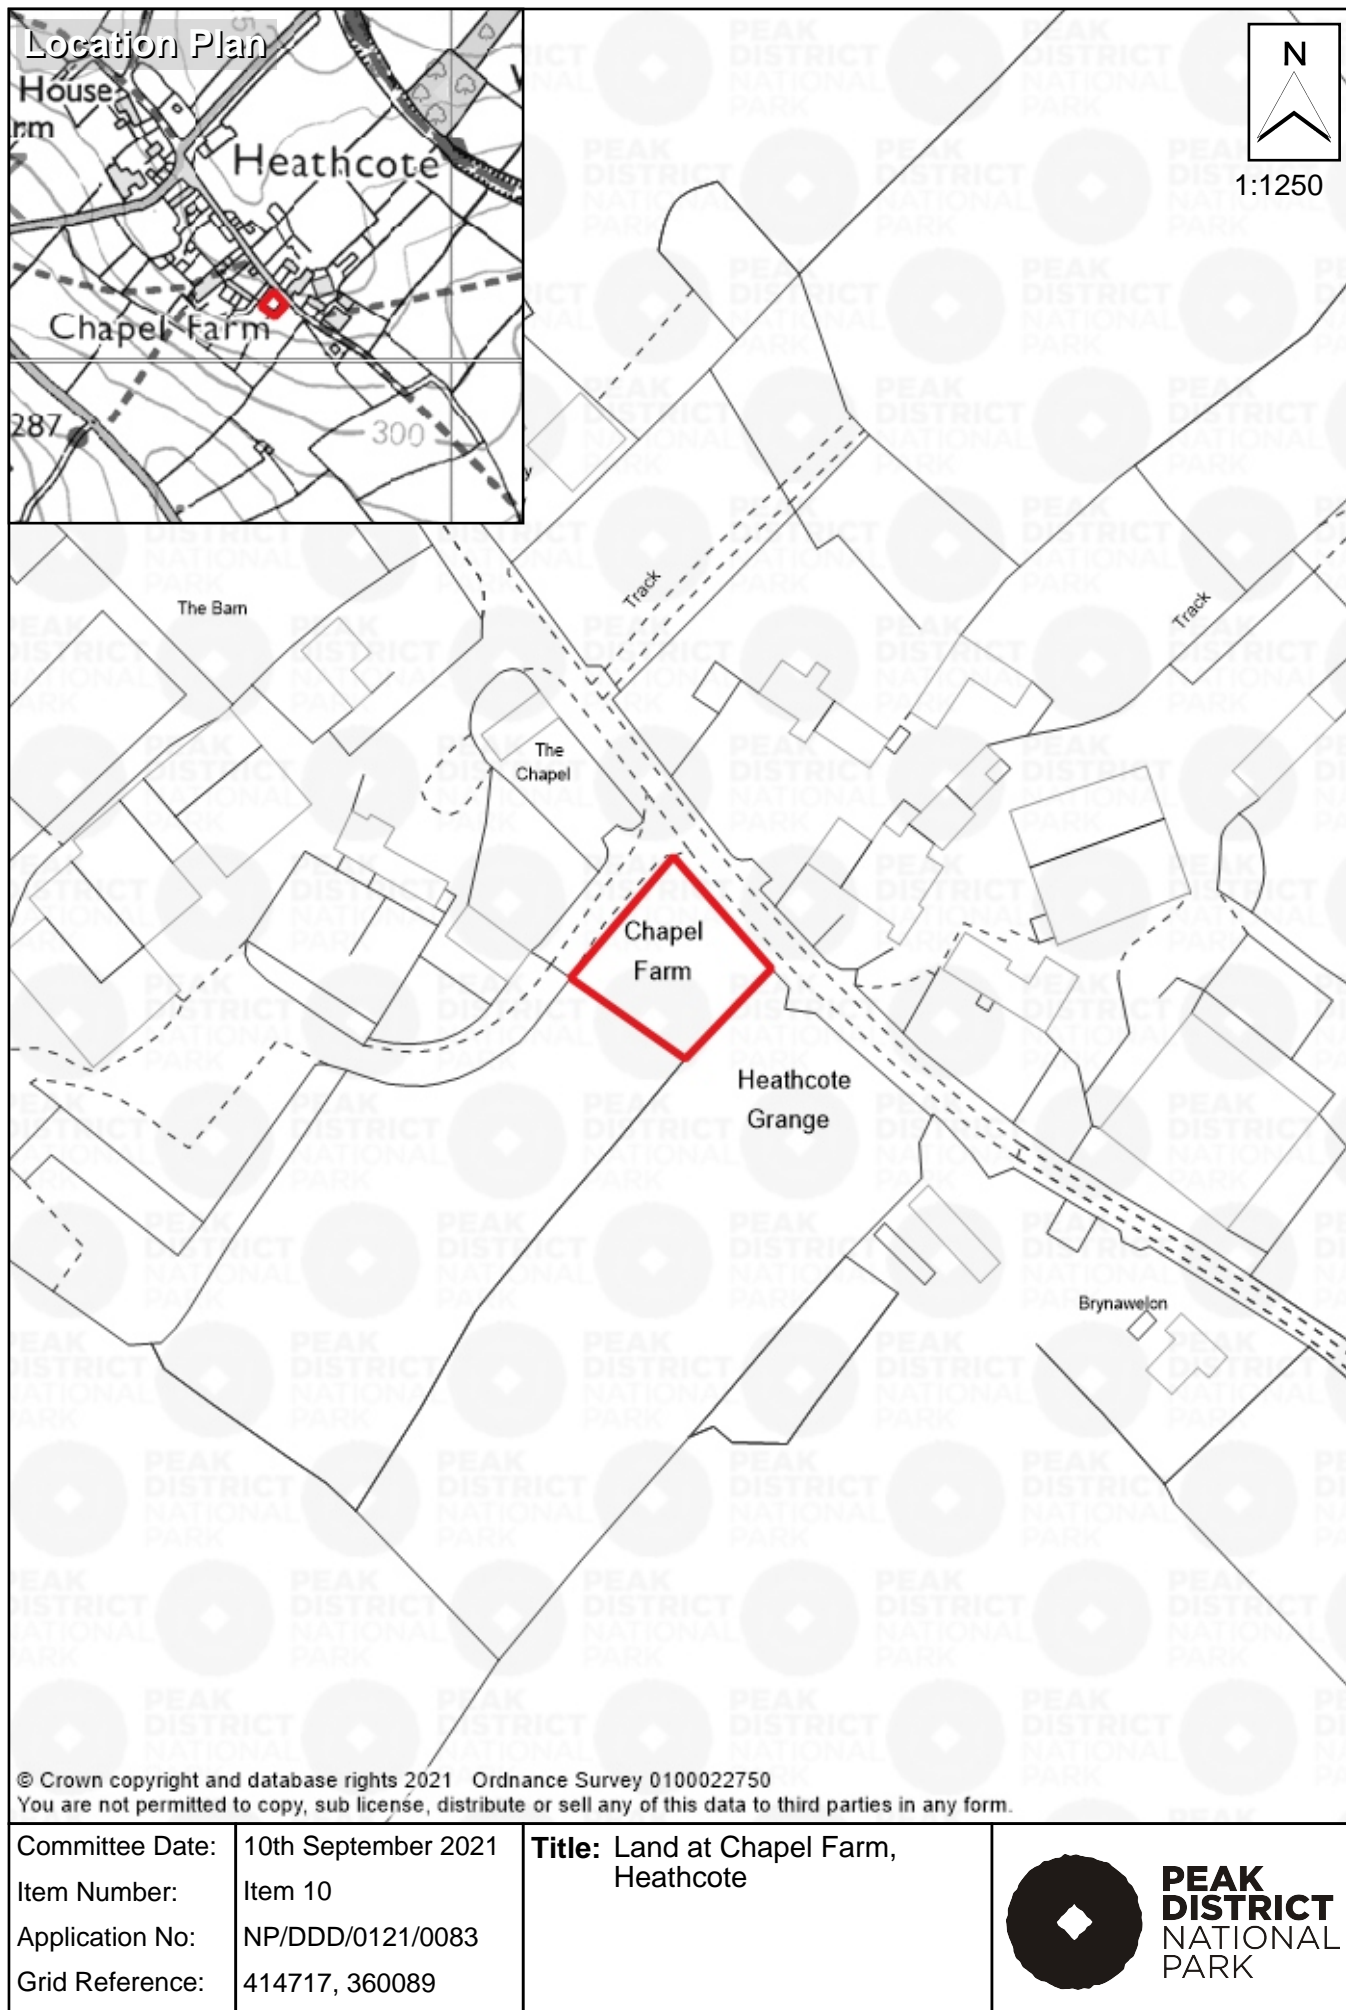 Location Plan
House
rm
Heathcote
Chapel Farm
287
300
N
1:1250
Track
Track
The Barn
The
Chapel
Chapel
Farm
Heathcote
Grange
Brynawelon
© Crown copyright and database rights 2021 Ordnance Survey 0100022750
You are not permitted to copy, sub license, distribute or sell any of this data to third parties in any form.
Committee Date: 10th September 2021
Item Number: Item 10
Application No: NP/DDD/0121/0083
Grid Reference: 414717, 360089
Title: Land at Chapel Farm,
Heathcote
PEAK
DISTRICT
NATIONAL
PARK